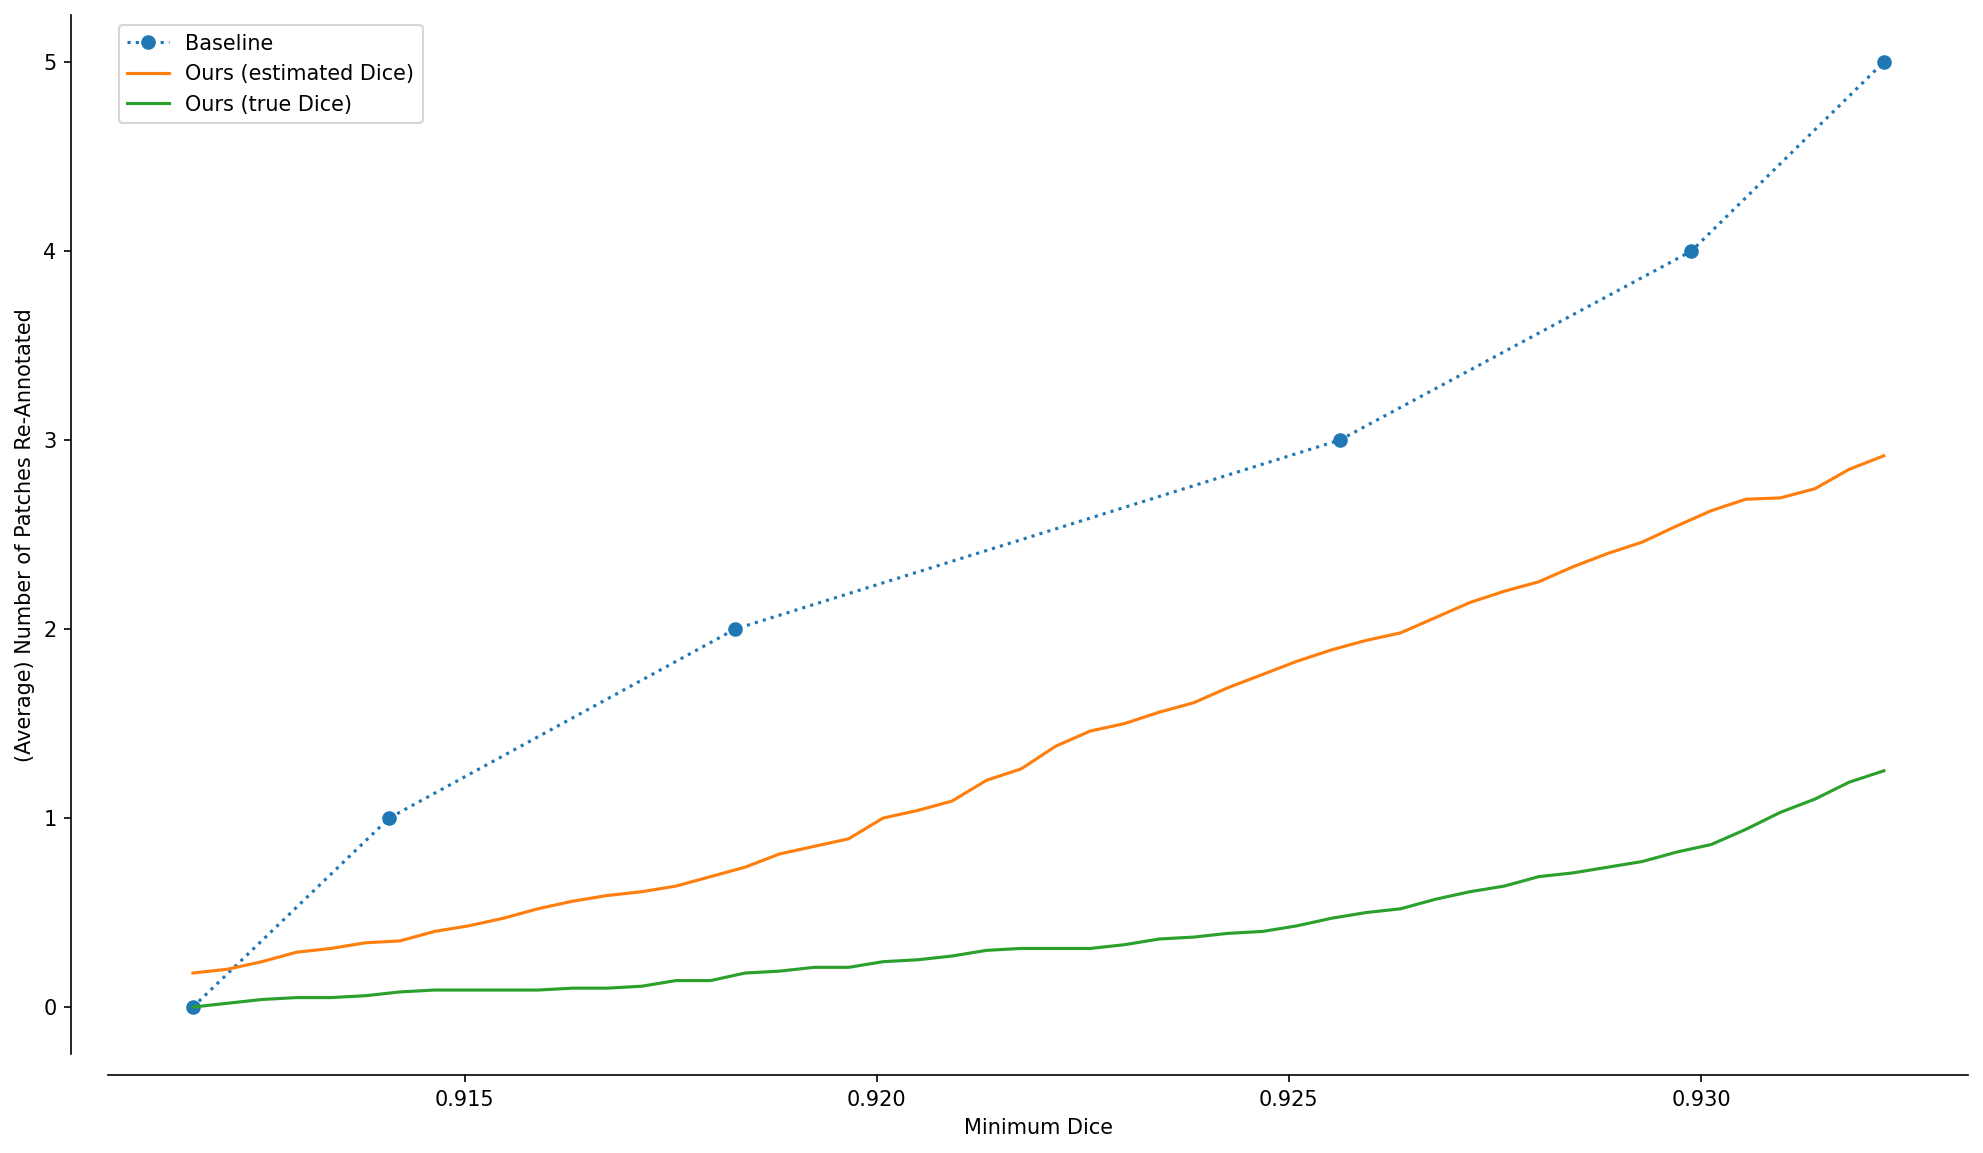 Baseline
Ours (estimated Dice)
Ours (true Dice)
(Average) Number of Patches Re-Annotated
5
4
3
2
1
0
0.915 0.920 0.925 0.930
Minimum Dice